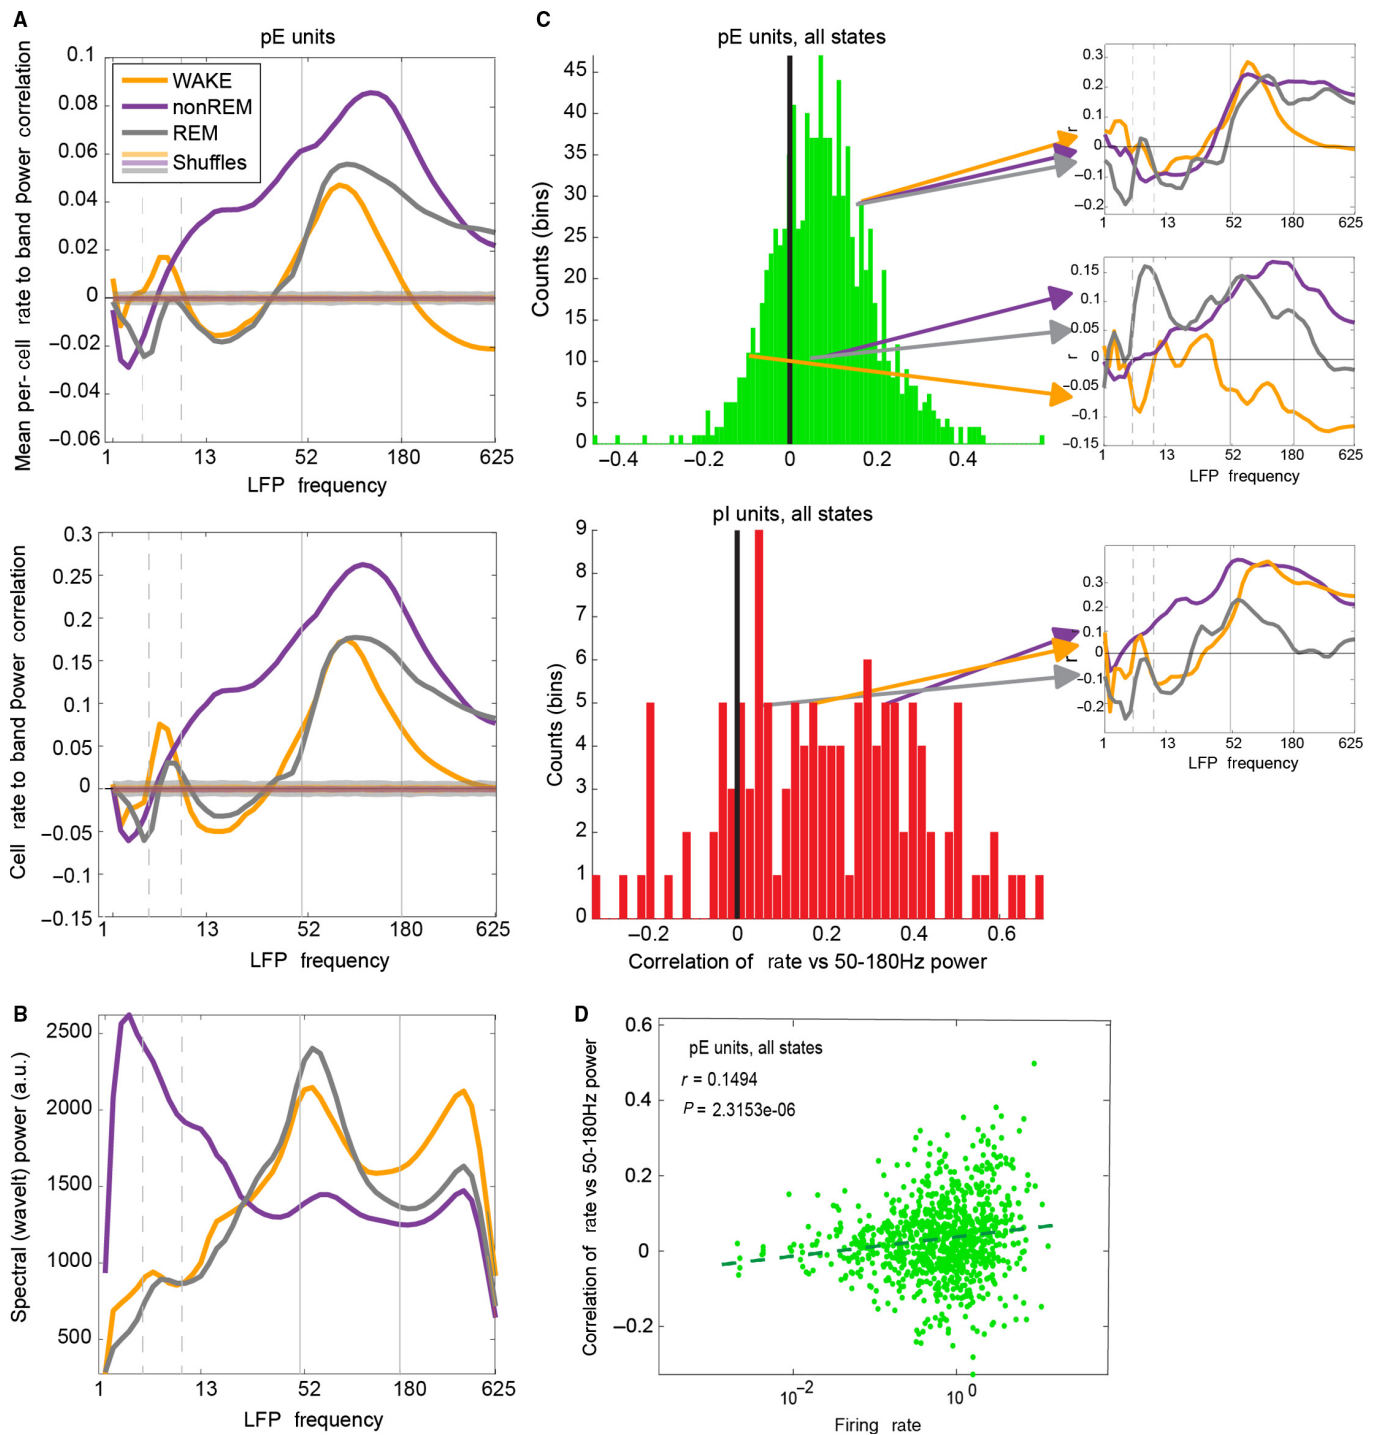 A
pE units
Mean per- cell rate to band power correlation
0.1
0.08
0.06
0.04
0.02
0
−0.02
−0.04
−0.06
WAKE
nonREM
REM
Shuffles
1 13 52 180 625
LFP frequency
Cell rate to band power correlation
0.3
0.25
0.2
0.15
0.1
0.05
0
−0.05
−0.1
−0.15
1 13 52 180 625
LFP frequency
B
Spectral (wavelt) power (a.u.)
2500
2000
1500
1000
500
1 13 52 180 625
LFP frequency
C
pE units, all states
Counts (bins)
45
40
35
30
25
20
15
10
5
0
−0.4 −0.2 0 0.2 0.4
r
0.3
0.2
0.1
0
−0.1
−0.2
1 13 52 180 625
r
0.15
0.1
0.05
0
−0.05
−0.1
−0.15
1 13 52 180 625
LFP frequency
pI units, all states
Counts (bins)
9
8
7
6
5
4
3
2
1
0
−0.2 0 0.2 0.4 0.6
Correlation of rate vs 50-180Hz power
r
0.3
0.2
0.1
0
−0.1
−0.2
1 13 52 180 625
LFP frequency
D
Correlation of rate vs 50-180Hz power
0.6
0.4
0.2
0
−0.2
pE units, all states
r = 0.1494
P = 2.3153e-06
10−2 10 0
Firing rate